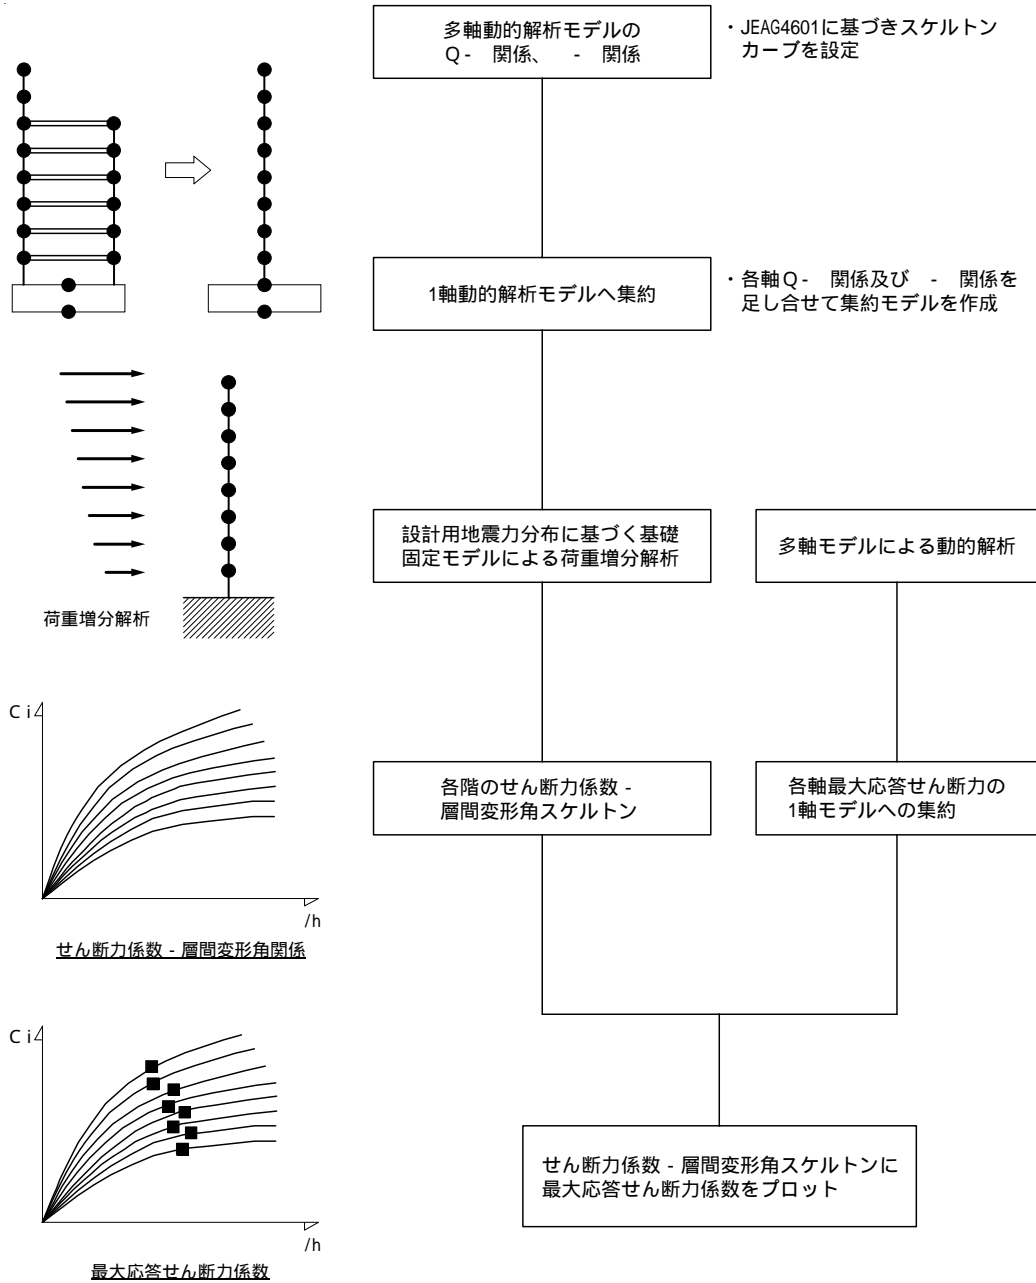 多軸動的解析モデルの
Q-　関係、　-　関係
・JEAG4601に基づきスケルトン
カーブを設定
1軸動的解析モデルへ集約
・各軸Q-　関係及び　-　関係を
足し合せて集約モデルを作成
荷重増分解析
設計用地震力分布に基づく基礎
固定モデルによる荷重増分解析
多軸モデルによる動的解析
Ci
/h
せん断力係数 - 層間変形角関係
各階のせん断力係数 -
層間変形角スケルトン
各軸最大応答せん断力の
1軸モデルへの集約
Ci
/h
最大応答せん断力係数
せん断力係数 - 層間変形角スケルトンに
最大応答せん断力係数をプロット